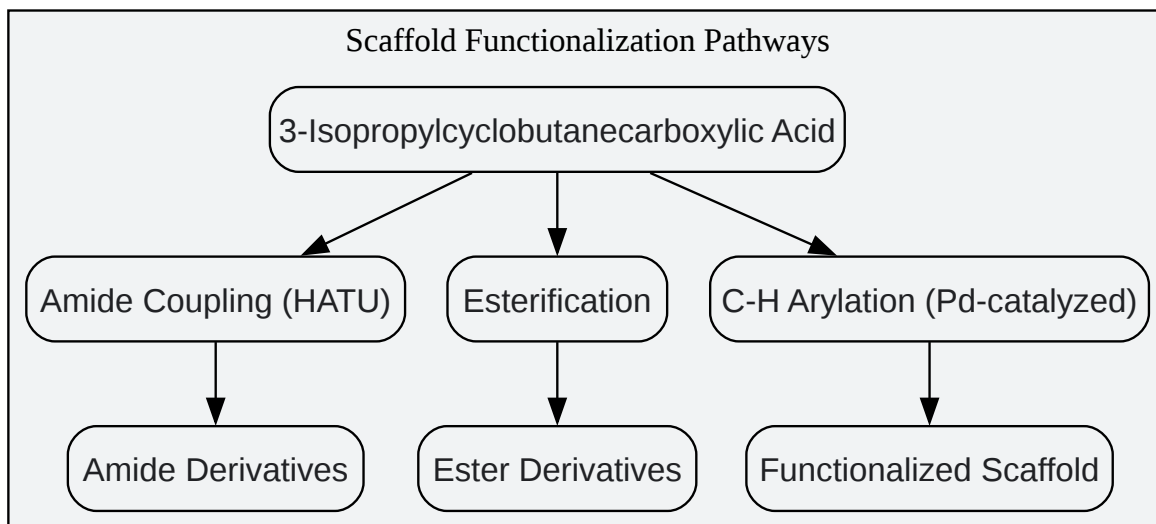 Scaffold Functionalization Pathways
3-Isopropylcyclobutanecarboxylic Acid
Amide Coupling (HATU)
Esterification
C-H Arylation (Pd-catalyzed)
Amide Derivatives
Ester Derivatives
Functionalized Scaffold